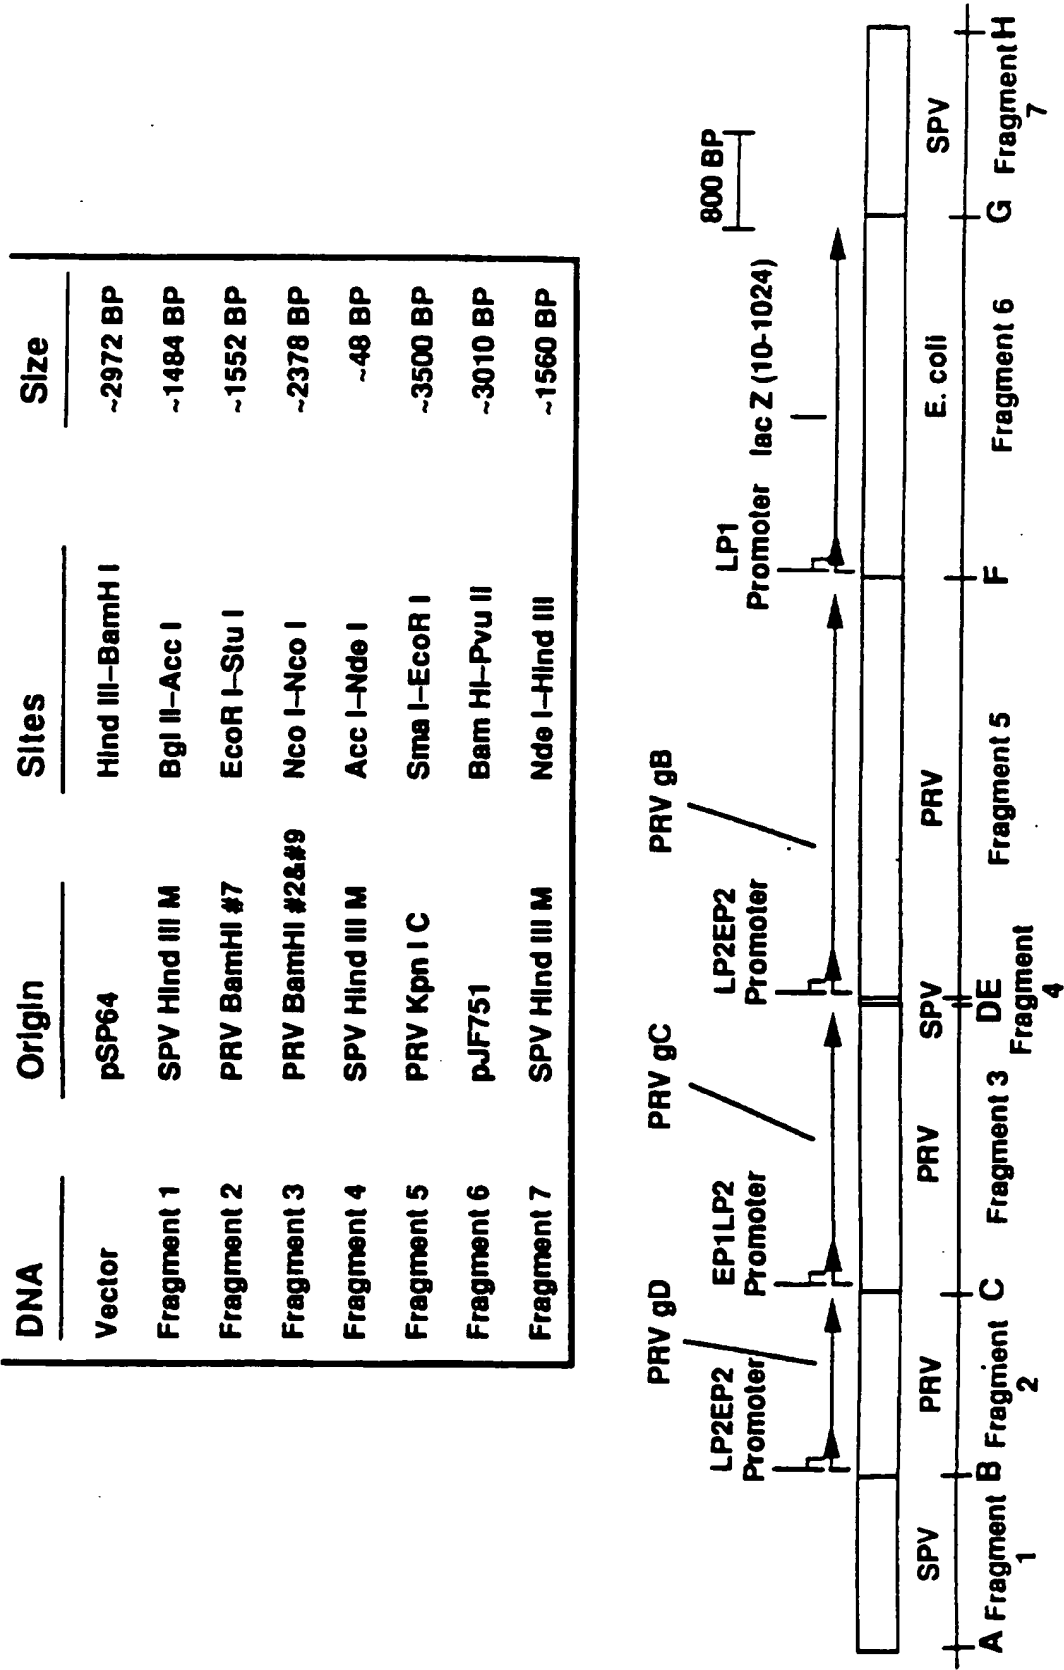 DNA Origin Sites Size
Vector pSP64 Hind III–BamH I ~2972 BP
Fragment 1 SPV Hind III M Bgl II–Acc I ~1484 BP
Fragment 2 PRV BamHI #7 EcoR I–Stu I ~1552 BP
Fragment 3 PRV BamHI #2&#9 Nco I–Nco I ~2378 BP
Fragment 4 SPV Hind III M Acc I–Nde I ~48 BP
Fragment 5 PRV Kpn I C Sma I–EcoR I ~3500 BP
Fragment 6 pJF751 Bam HI–Pvu II ~3010 BP
Fragment 7 SPV Hind III M Nde I–Hind III ~1560 BP
PRV gD PRV gC PRV gB
800 BP
LP2EP2 EP1LP2 LP2EP2 LP1
Promoter Promoter Promoter Promoter lac Z (10-1024)
SPV PRV PRV SPV PRV E. coli SPV
A B C D E F G H
Fragment Fragment Fragment 3 Fragment Fragment 5 Fragment 6 Fragment
1 2 4 7